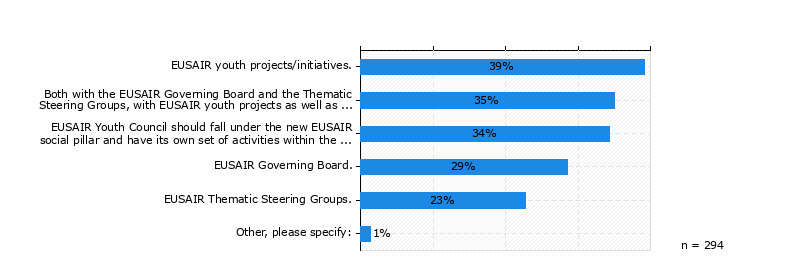 EUSAIR youth projects/initiatives.
39%
Both with the EUSAIR Governing Board and the Thematic
Steering Groups, with EUSAIR youth projects as well as ...
35%
EUSAIR Youth Council should fall under the new EUSAIR
social pillar and have its own set of activities within the ...
34%
EUSAIR Governing Board.
29%
EUSAIR Thematic Steering Groups.
23%
Other, please specify:
1%
n = 294